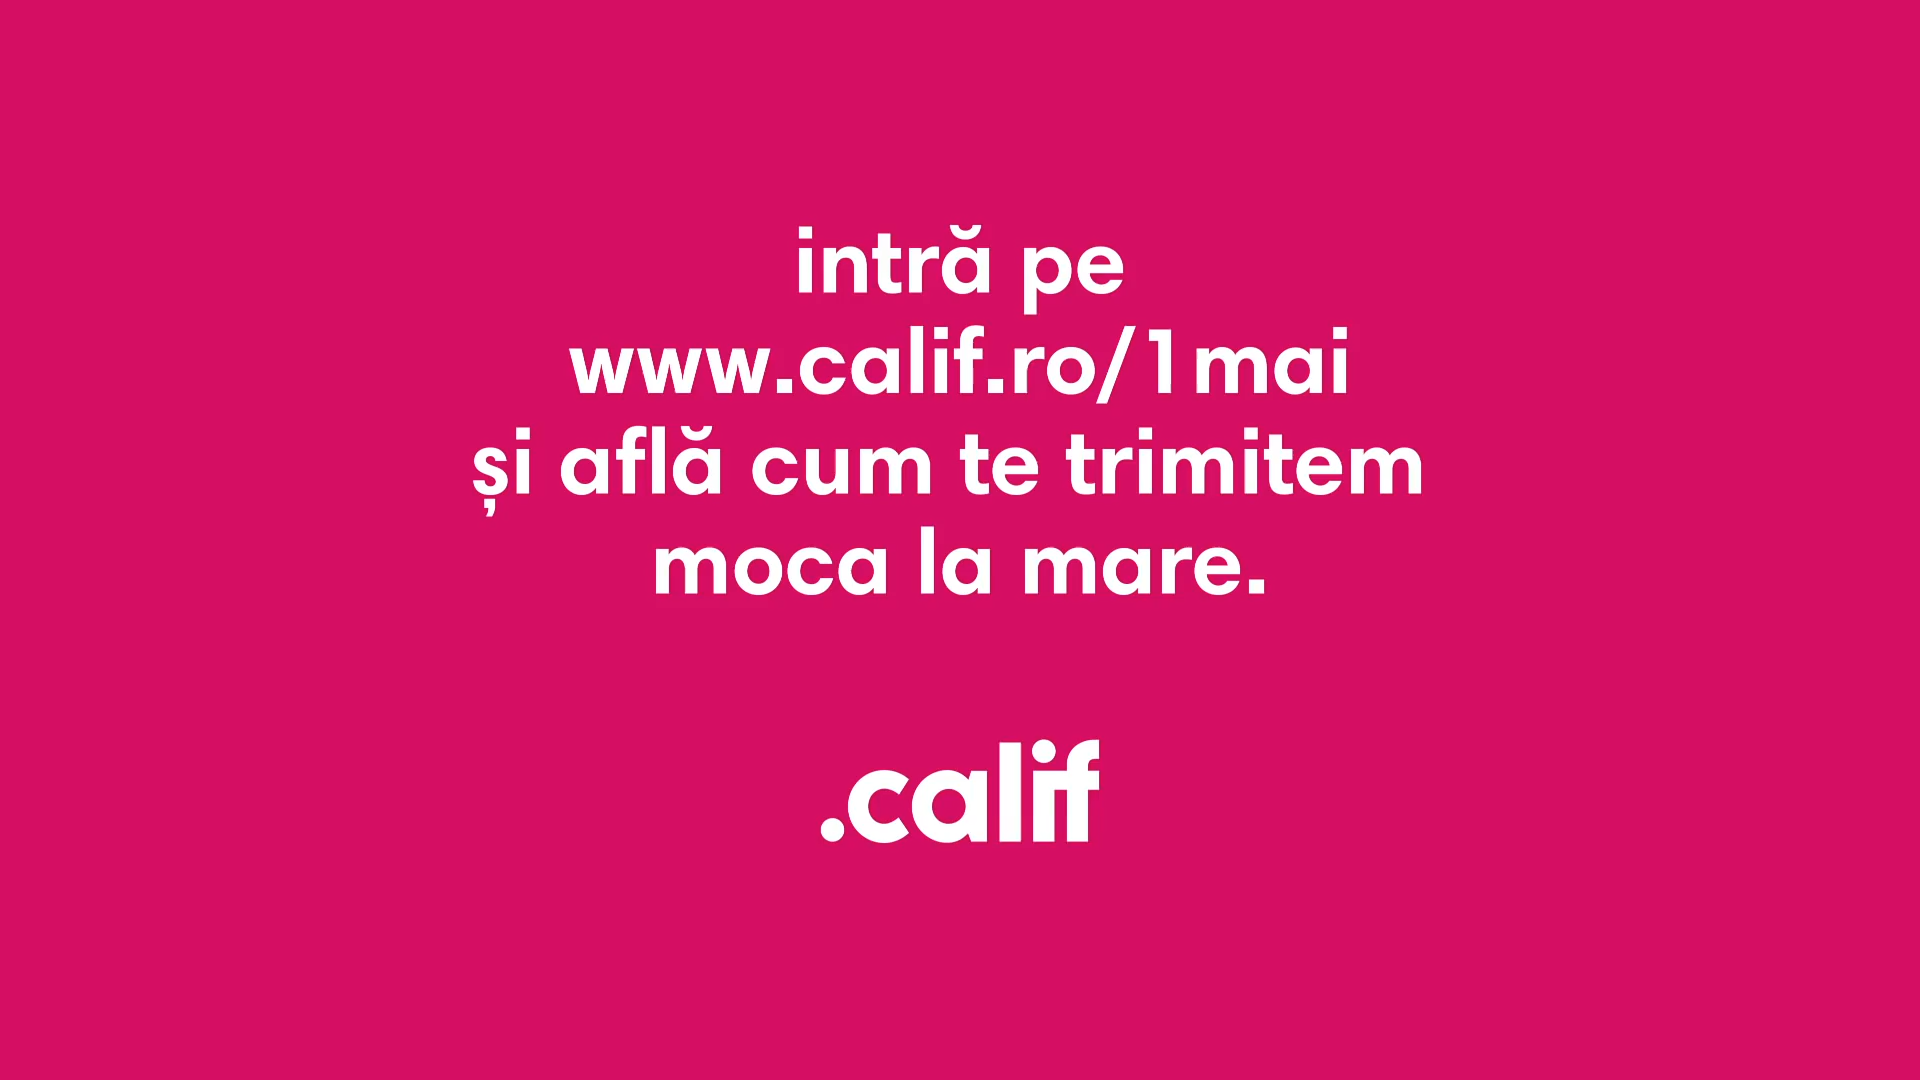 intră pe
www.calif.ro/1mai
și află cum te trimitem
moca la mare.
.calif